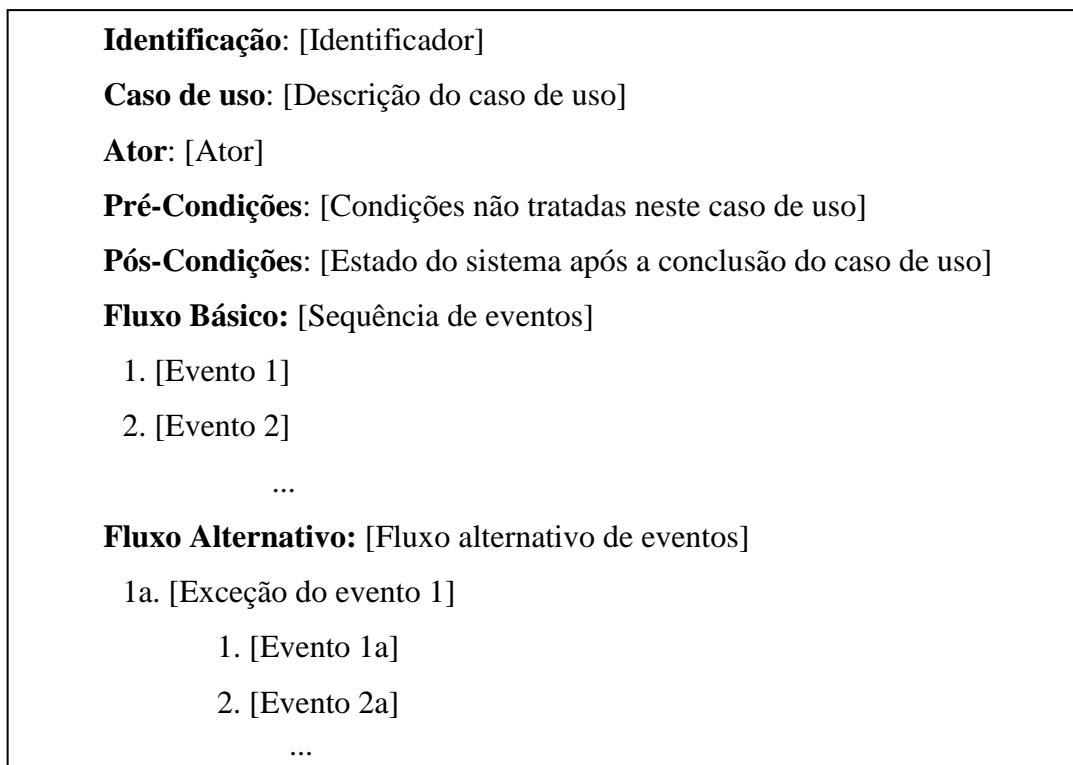 Identificação: [Identificador]
Caso de uso: [Descrição do caso de uso]
Ator: [Ator]
Pré-Condições: [Condições não tratadas neste caso de uso]
Pós-Condições: [Estado do sistema após a conclusão do caso de uso]
Fluxo Básico: [Sequência de eventos]
1. [Evento 1]
2. [Evento 2]
...
Fluxo Alternativo: [Fluxo alternativo de eventos]
1a. [Exceção do evento 1]
1. [Evento 1a]
2. [Evento 2a]
...